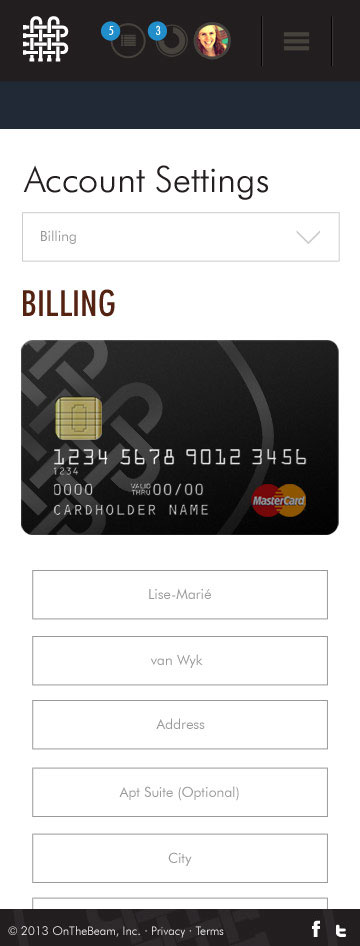 5
3
Account Settings
Billing
BILLING
1234 5678 9012 3456
1234
0000 VALID THRU 00/00
CARDHOLDER NAME
MasterCard
Lise-Marié
van Wyk
Address
Apt Suite (Optional)
City
© 2013 OnTheBeam, Inc. · Privacy · Terms